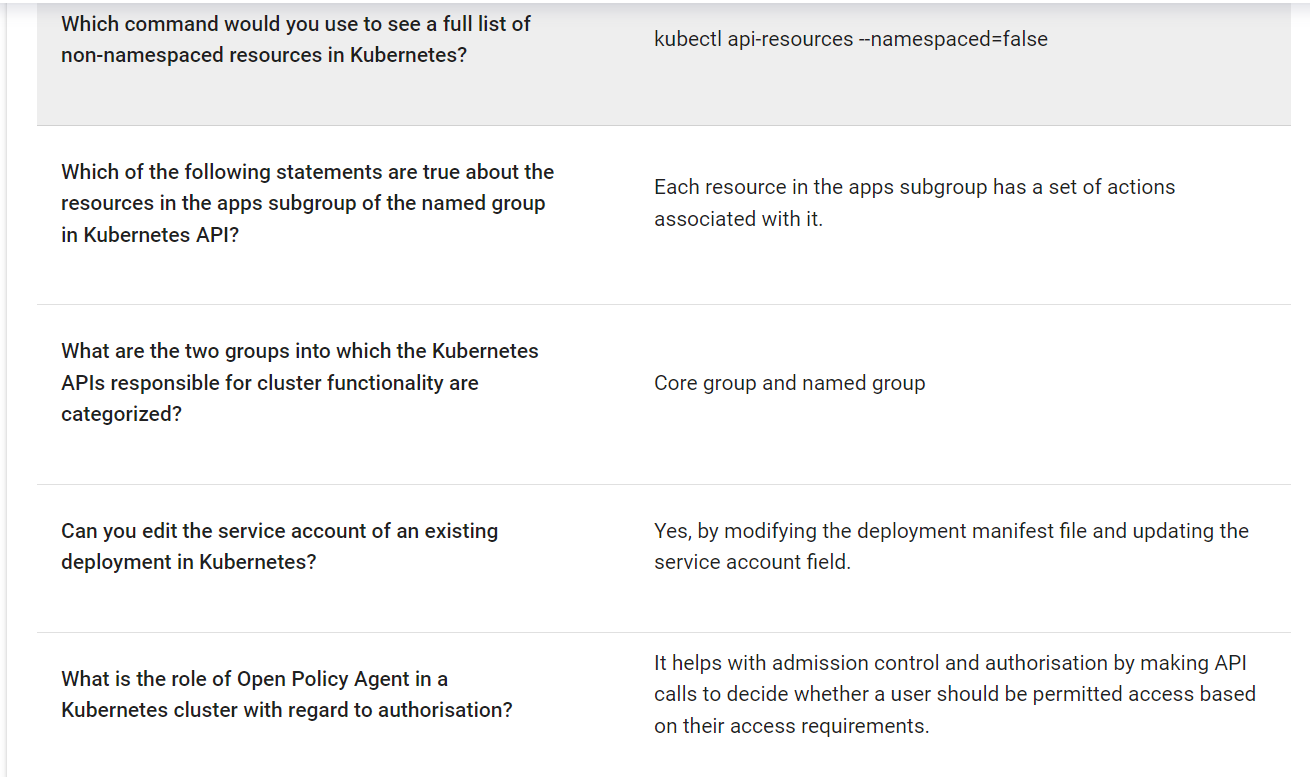 Which command would you use to see a full list of
non-namespaced resources in Kubernetes?
kubectl api-resources --namespaced=false
Which of the following statements are true about the
resources in the apps subgroup of the named group
in Kubernetes API?
Each resource in the apps subgroup has a set of actions
associated with it.
What are the two groups into which the Kubernetes
APIs responsible for cluster functionality are
categorized?
Core group and named group
Can you edit the service account of an existing
deployment in Kubernetes?
Yes, by modifying the deployment manifest file and updating the
service account field.
What is the role of Open Policy Agent in a
Kubernetes cluster with regard to authorisation?
It helps with admission control and authorisation by making API
calls to decide whether a user should be permitted access based
on their access requirements.